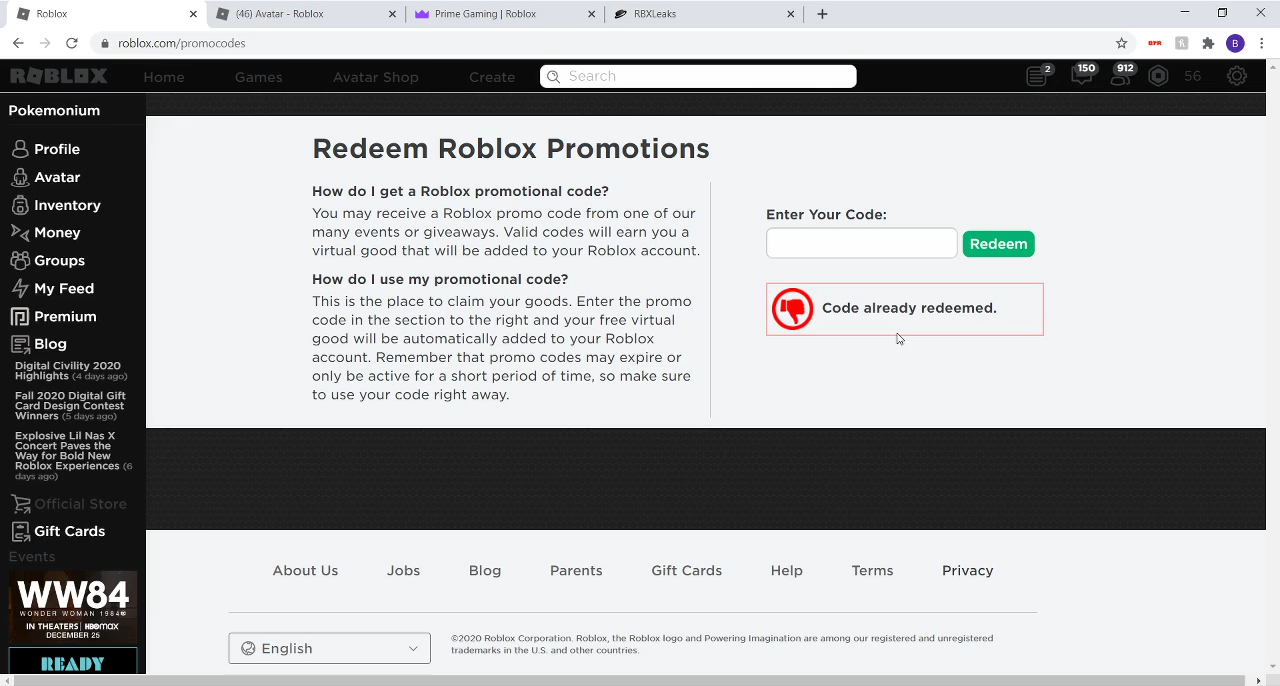 Roblox
(46) Avatar - Roblox
Prime Gaming | Roblox
RBXLeaks
roblox.com/promocodes
B
ROBLOX
Home
Games
Avatar Shop
Create
Search
2
150
912
56
Pokemonium
Profile
Avatar
Inventory
Money
Groups
My Feed
Premium
Blog
Digital Civility 2020
Highlights (4 days ago)
Fall 2020 Digital Gift
Card Design Contest
Winners (5 days ago)
Explosive Lil Nas X
Concert Paves the
Way for Bold New
Roblox Experiences (6
days ago)
Official Store
Gift Cards
Events
WW84
WONDER WOMAN 1984
IN THEATERS | HBOMAX
DECEMBER 25
READY
Redeem Roblox Promotions
How do I get a Roblox promotional code?
You may receive a Roblox promo code from one of our
many events or giveaways. Valid codes will earn you a
virtual good that will be added to your Roblox account.
How do I use my promotional code?
This is the place to claim your goods. Enter the promo
code in the section to the right and your free virtual
good will be automatically added to your Roblox
account. Remember that promo codes may expire or
only be active for a short period of time, so make sure
to use your code right away.
Enter Your Code:
Redeem
Code already redeemed.
About Us
Jobs
Blog
Parents
Gift Cards
Help
Terms
Privacy
English
©2020 Roblox Corporation. Roblox, the Roblox logo and Powering Imagination are among our registered and unregistered
trademarks in the U.S. and other countries.